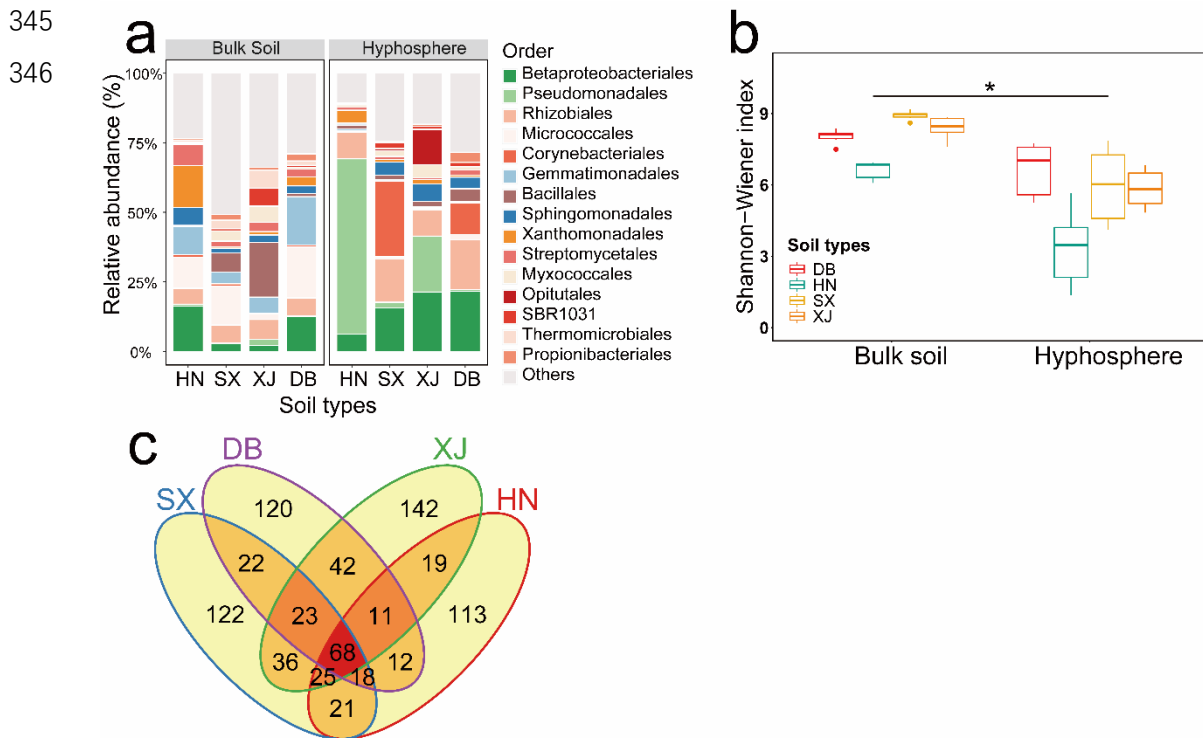 345
346
a
Bulk Soil
Hyphosphere
Relative abundance (%)
100%
75%
50%
25%
0%
HN SX XJ DB
HN SX XJ DB
Soil types
Order
Betaproteobacteriales
Pseudomonadales
Rhizobiales
Micrococcales
Corynebacteriales
Gemmatimonadales
Bacillales
Sphingomonadales
Xanthomonadales
Streptomycetales
Myxococcales
Opitutales
SBR1031
Thermomicrobiales
Propionibacteriales
Others
b
Shannon-Wiener index
9
6
3
0
*
Soil types
DB
HN
SX
XJ
Bulk soil
Hyphosphere
c
DB
XJ
SX
HN
120
142
22
42
19
122
23
11
113
68
36
25
18
12
21